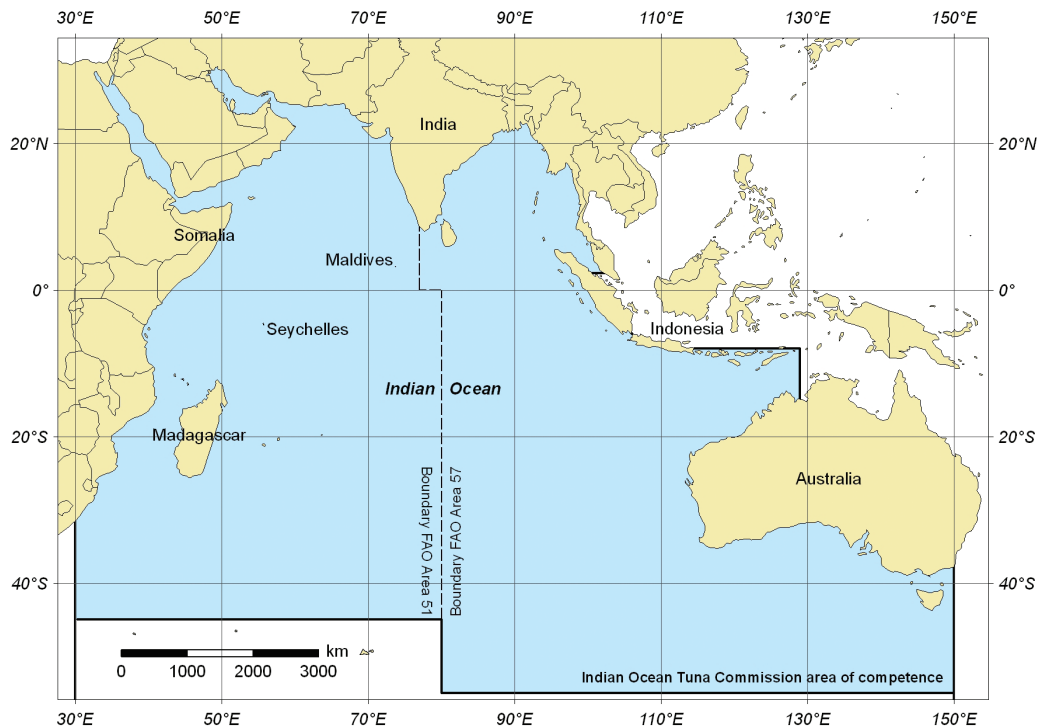 30°E 50°E 70°E 90°E 110°E 130°E 150°E
India
20°N 20°N
Somalia
Maldives
0° 0°
Seychelles Indonesia
Indian Ocean
Madagascar
20°S 20°S
Australia
Boundary FAO Area 51
Boundary FAO Area 57
40°S 40°S
km
0 1000 2000 3000
Indian Ocean Tuna Commission area of competence
30°E 50°E 70°E 90°E 110°E 130°E 150°E